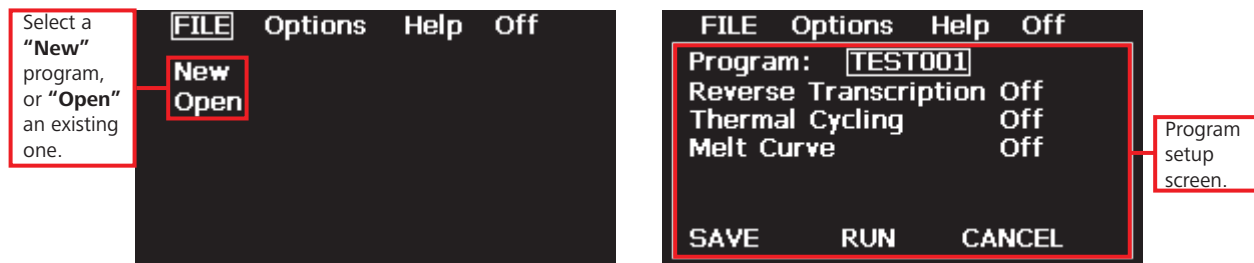 Select a
“New”
program,
or “Open”
an existing
one.
FILE Options Help Off
New
Open
FILE Options Help Off
Program: TEST001
Reverse Transcription Off
Thermal Cycling Off
Melt Curve Off
SAVE RUN CANCEL
Program
setup
screen.